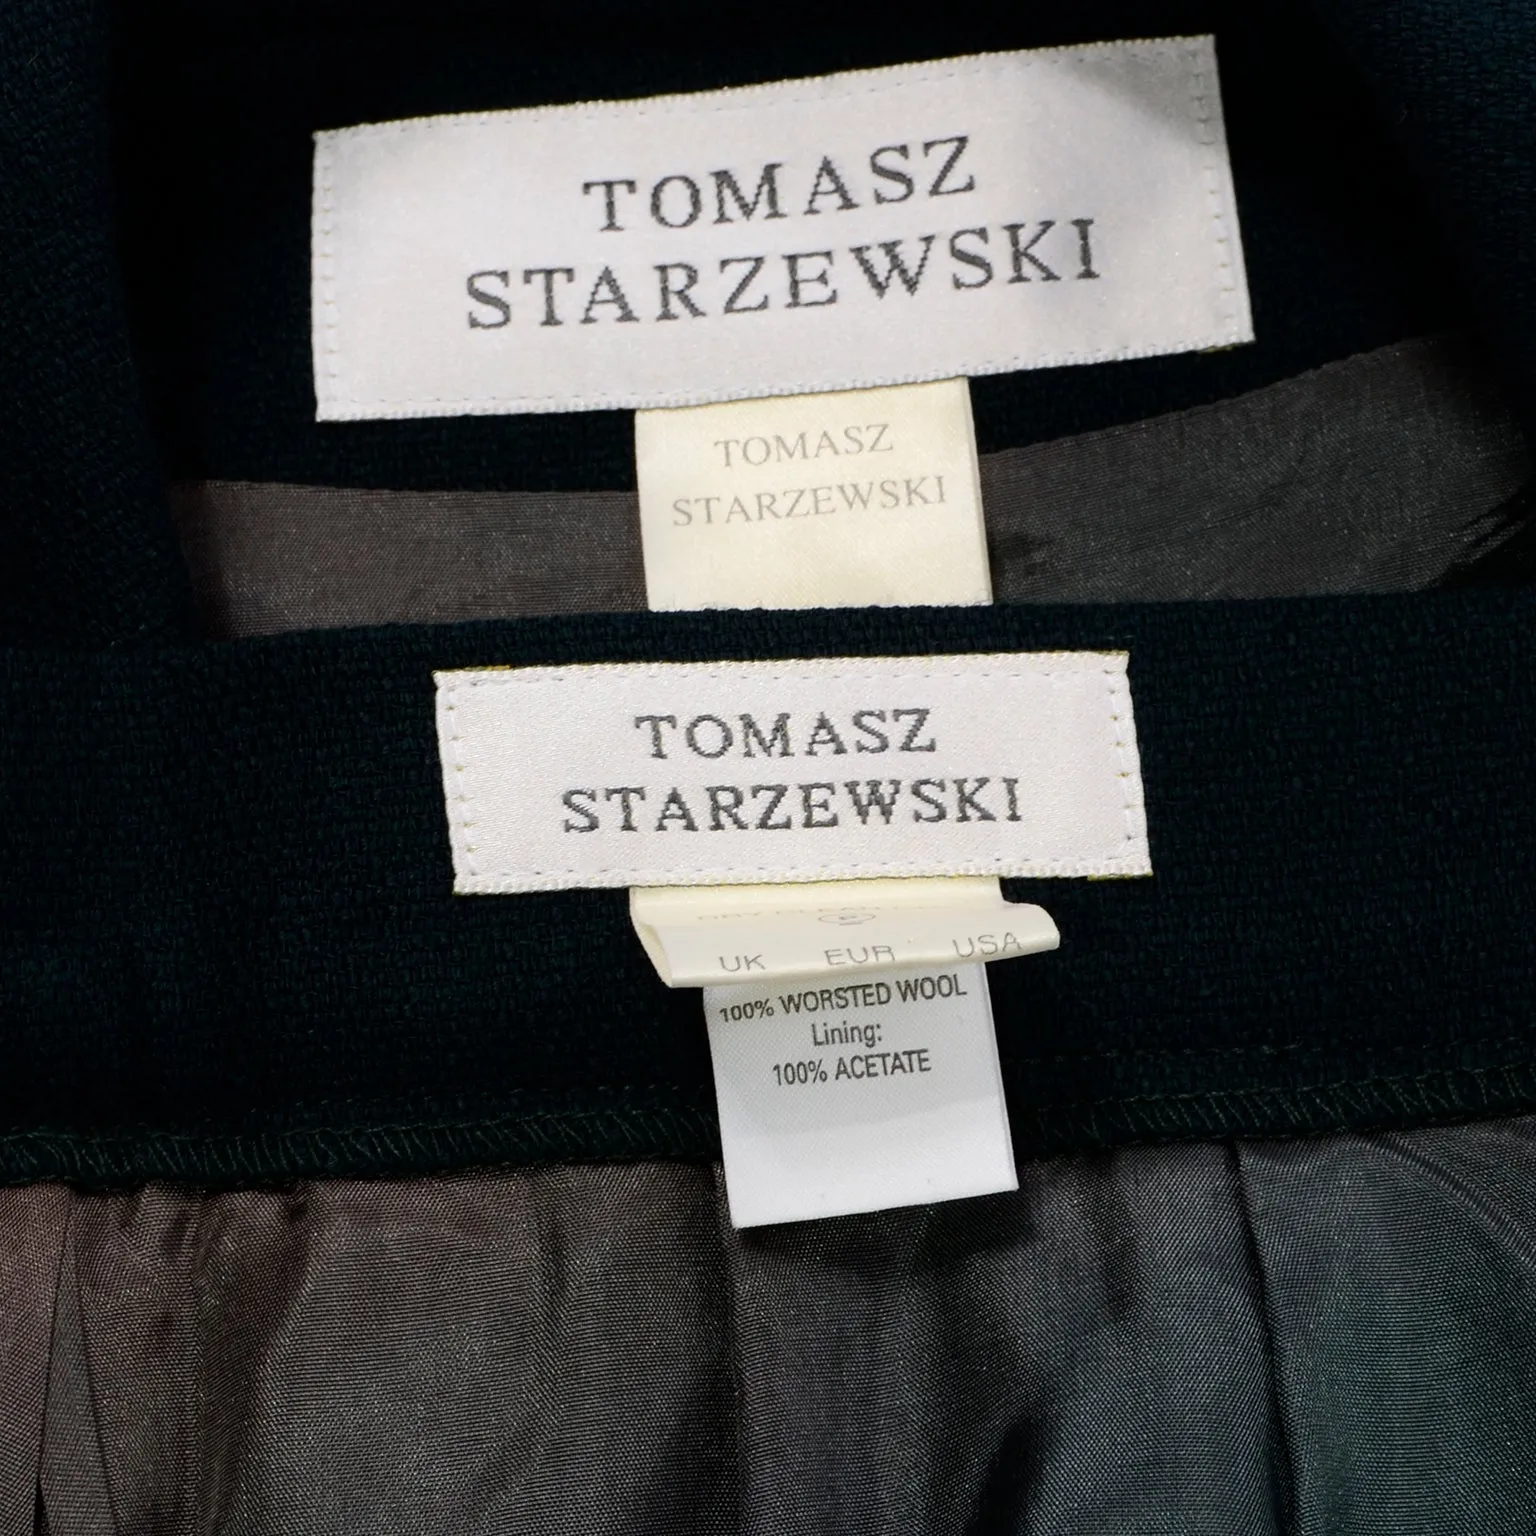 TOMASZ
STARZEWSKI
TOMASZ
STARZEWSKI
TOMASZ
STARZEWSKI
UK EUR USA
100% WORSTED WOOL
Lining:
100% ACETATE